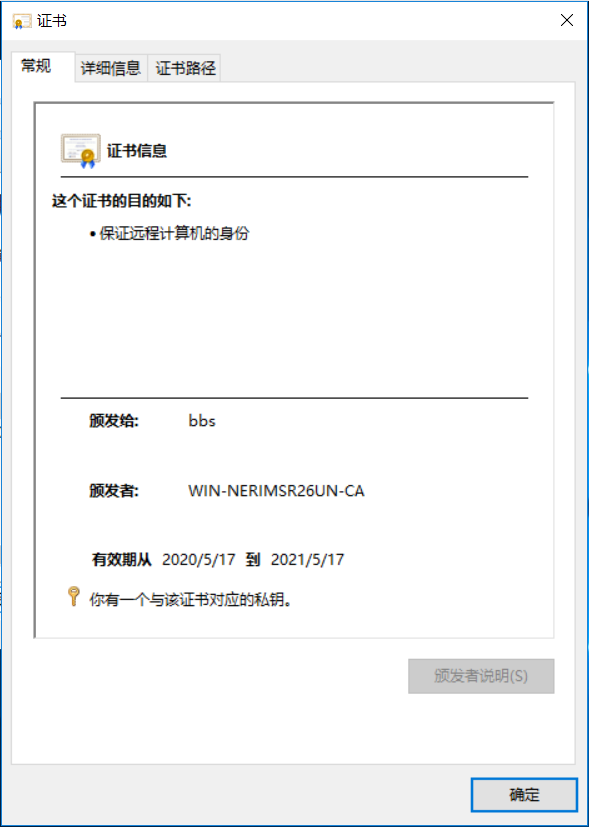 证书
常规 详细信息 证书路径
证书信息
这个证书的目的如下:
• 保证远程计算机的身份
颁发给: bbs
颁发者: WIN-NERIMSR26UN-CA
有效期从 2020/5/17 到 2021/5/17
你有一个与该证书对应的私钥。
颁发者说明(S)
确定